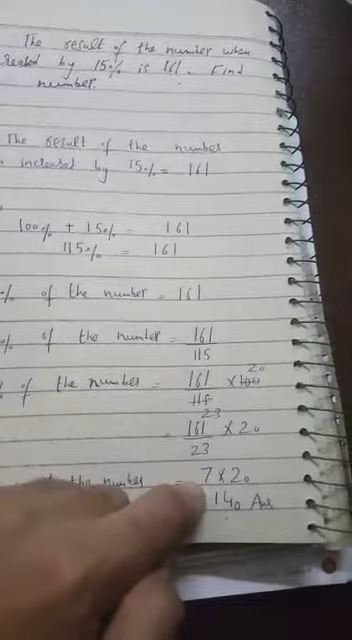 The result of the number when
by 15% is 161. Find
number.
The result of the number
increased by 15% = 161
100% + 15% = 161
115% = 161
% of the number = 161
% of the number = 161
115
% of the number = 161 × 100 20
115 23
= 161 × 20
23
the number = 7 × 20
140 Ans